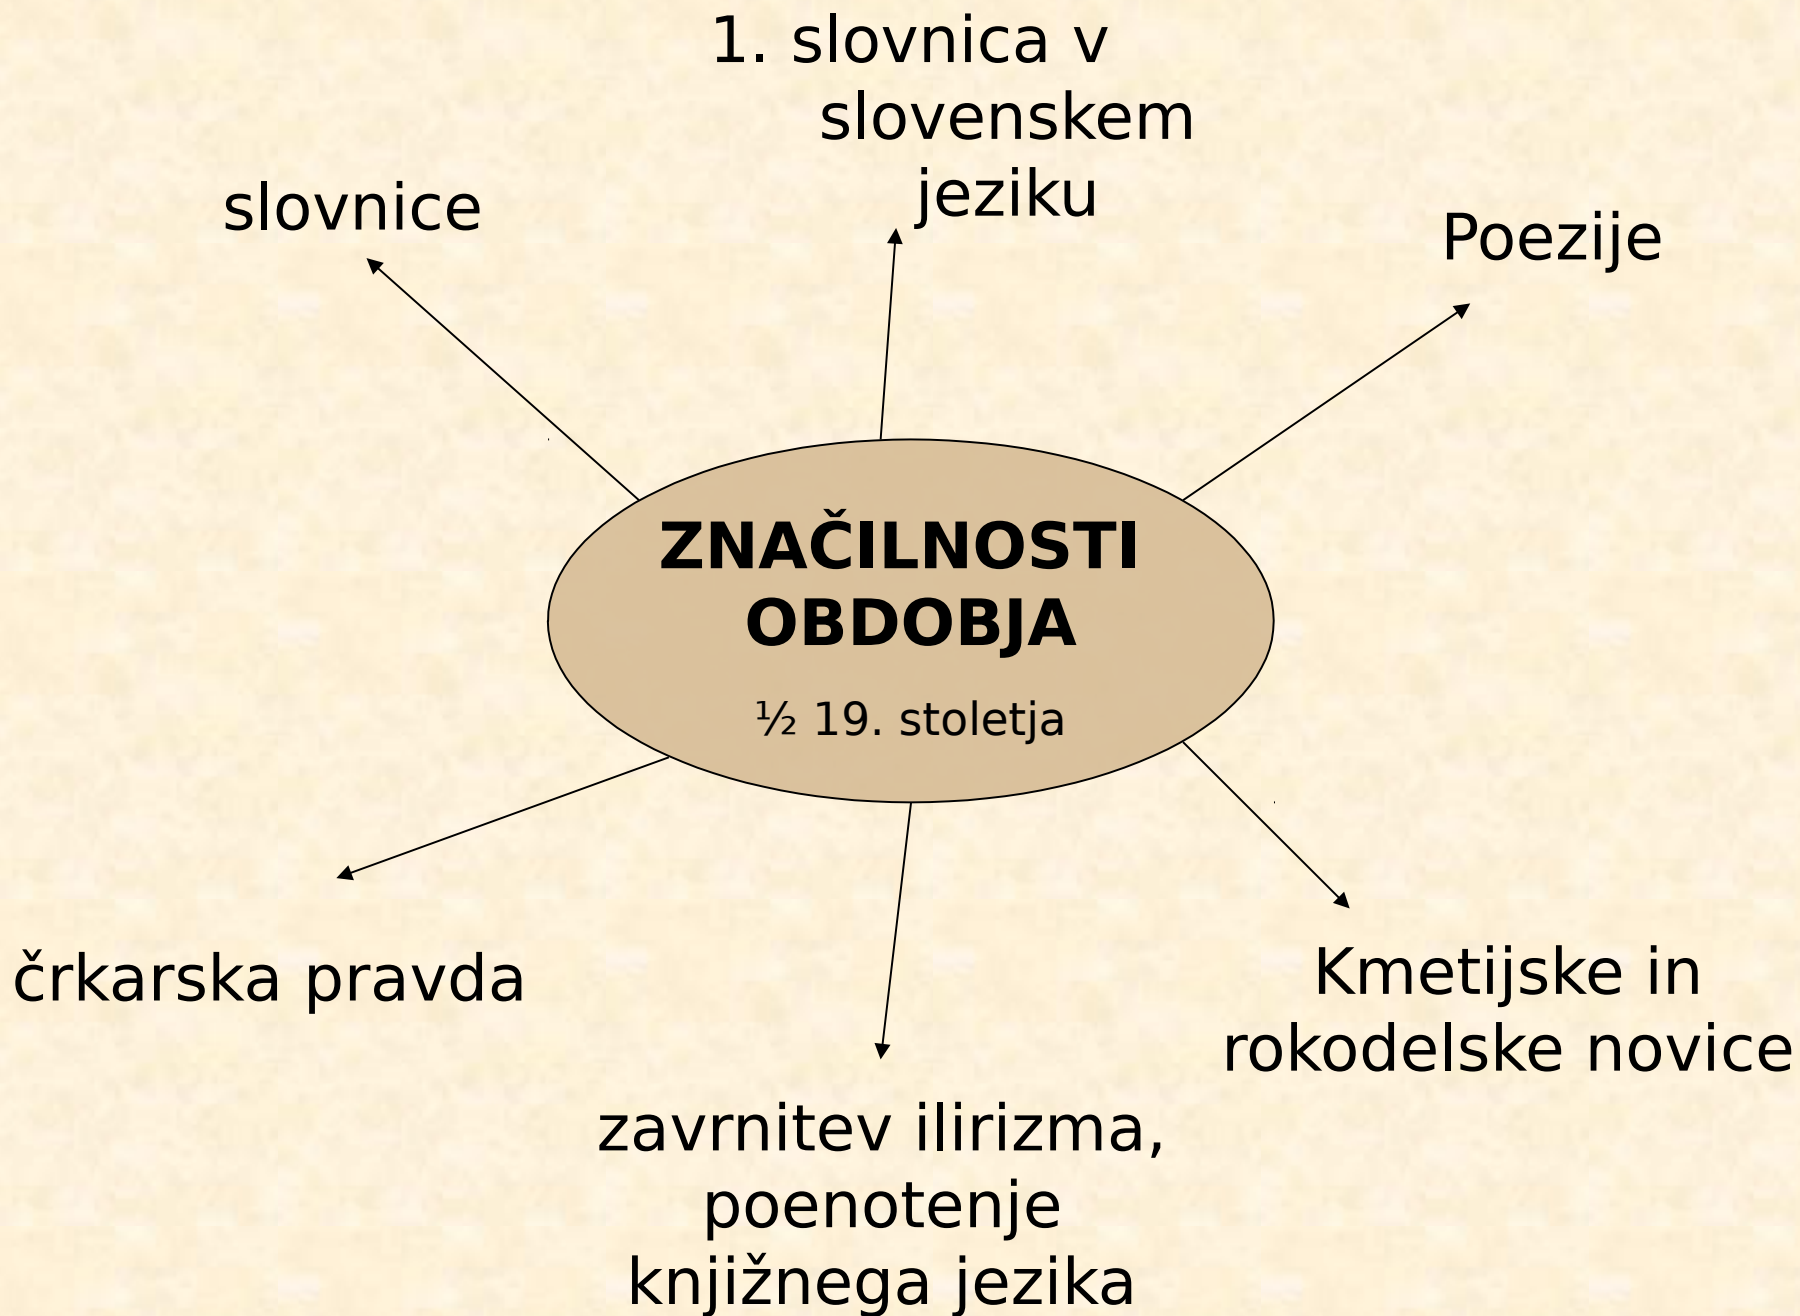 1. slovnica v
slovenskem
jeziku
slovnice
Poezije
ZNAČILNOSTI
OBDOBJA
½ 19. stoletja
črkarska pravda
Kmetijske in
rokodelske novice
zavrnitev ilirizma,
poenotenje
knjižnega jezika